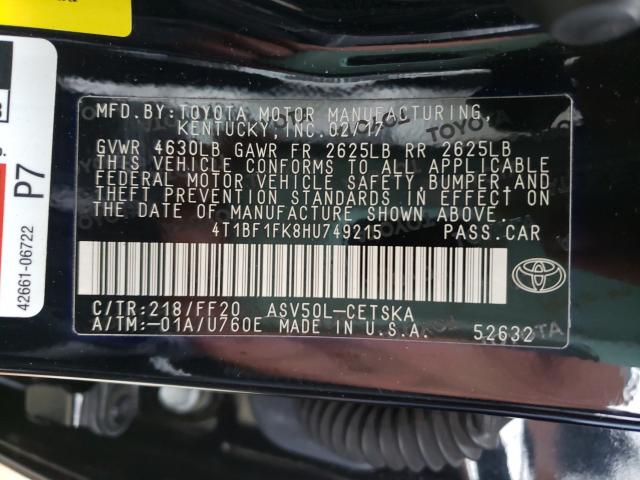 MFD.BY:TOYOTA MOTOR MANUFACTURING,
KENTUCKY, INC. 02/17
GVWR 4630LB GAWR FR 2625LB RR 2625LB
THIS VEHICLE CONFORMS TO ALL APPLICABLE
FEDERAL MOTOR VEHICLE SAFETY, BUMPER,AND
THEFT PREVENTION STANDARDS IN EFFECT ON
THE DATE OF MANUFACTURE SHOWN ABOVE.
4T1BF1FK8HU749215 PASS.CAR
C/TR:218/FF20 ASV50L-CETSKA
A/TM:-01A/U760E MADE IN U.S.A. 52632
TOYOTA
P7
42661-06722